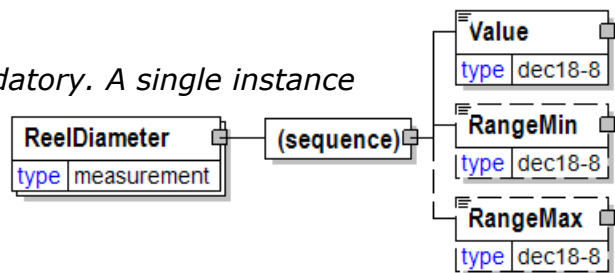 Value
type dec18-8
datory. A single instance
RangeMin
type dec18-8
ReelDiameter
type measurement
(sequence)
RangeMax
type dec18-8